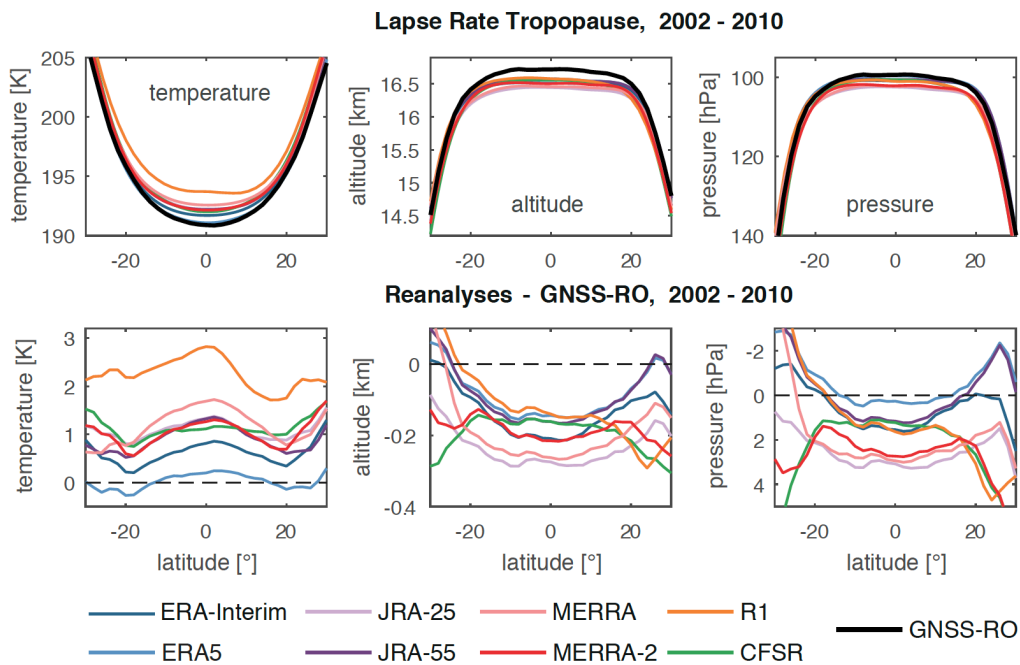 Lapse Rate Tropopause, 2002 - 2010
temperature [K]
205
200
195
190
temperature
-20 0 20
altitude [km]
16.5
16
15.5
15
14.5
altitude
-20 0 20
pressure [hPa]
100
120
140
pressure
-20 0 20
Reanalyses - GNSS-RO, 2002 - 2010
temperature [K]
3
2
1
0
-20 0 20
latitude [°]
altitude [km]
0
-0.2
-0.4
-20 0 20
latitude [°]
pressure [hPa]
-2
0
2
4
-20 0 20
latitude [°]
ERA-Interim JRA-25 MERRA R1 GNSS-RO
ERA5 JRA-55 MERRA-2 CFSR